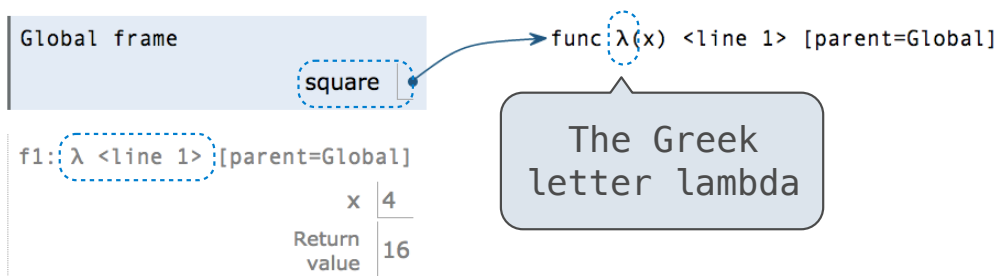 Global frame
square
func λ(x) <line 1> [parent=Global]
The Greek
letter lambda
f1: λ <line 1> [parent=Global]
x 4
Return
value 16